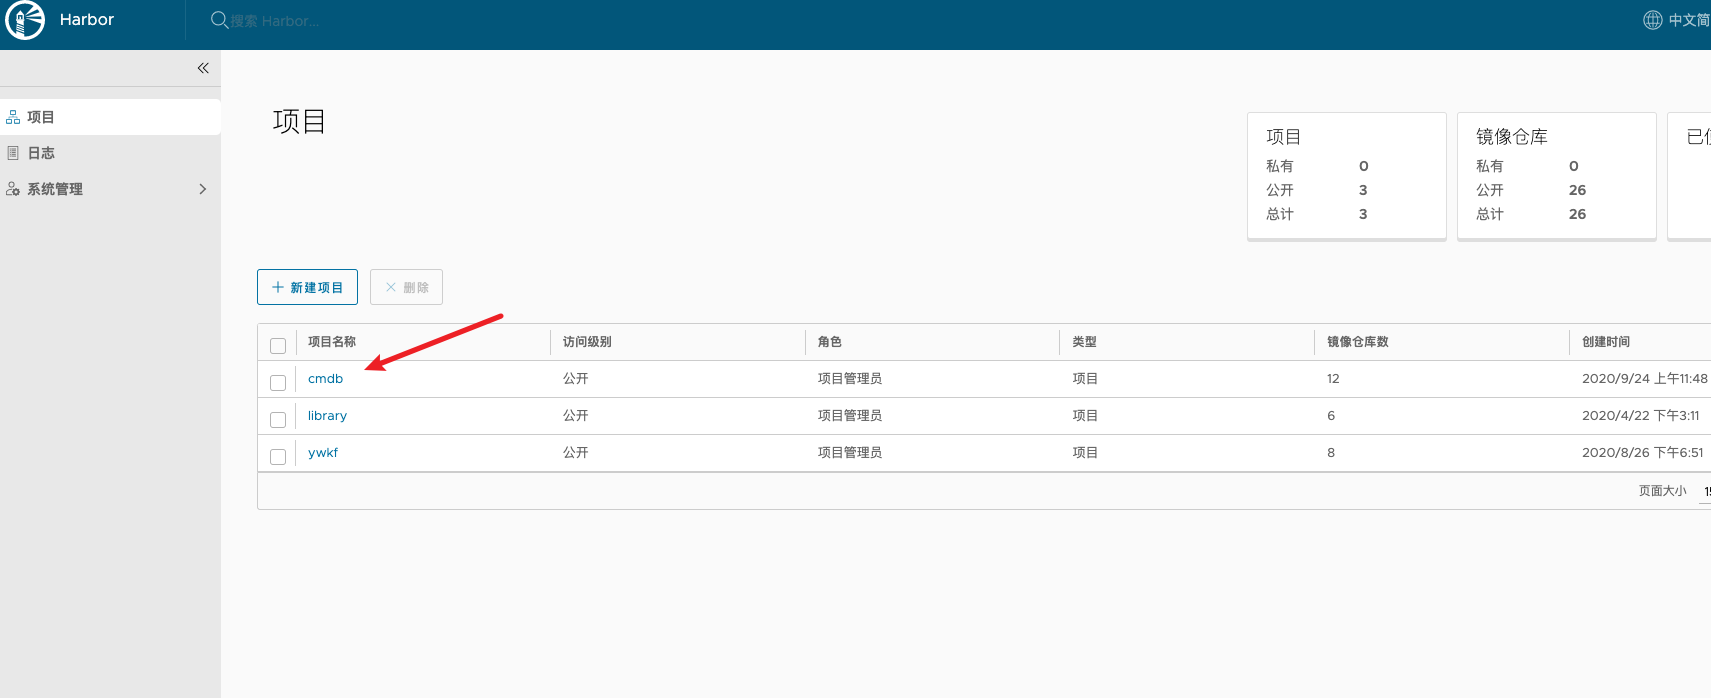 Harbor
搜索 Harbor...
中文简
项目
日志
系统管理
项目
项目
私有 0
公开 3
总计 3
镜像仓库
私有 0
公开 26
总计 26
新建项目
删除
项目名称 访问级别 角色 类型 镜像仓库数 创建时间
cmdb 公开 项目管理员 项目 12 2020/9/24 上午11:48
library 公开 项目管理员 项目 6 2020/4/22 下午3:11
ywkf 公开 项目管理员 项目 8 2020/8/26 下午6:51
页面大小